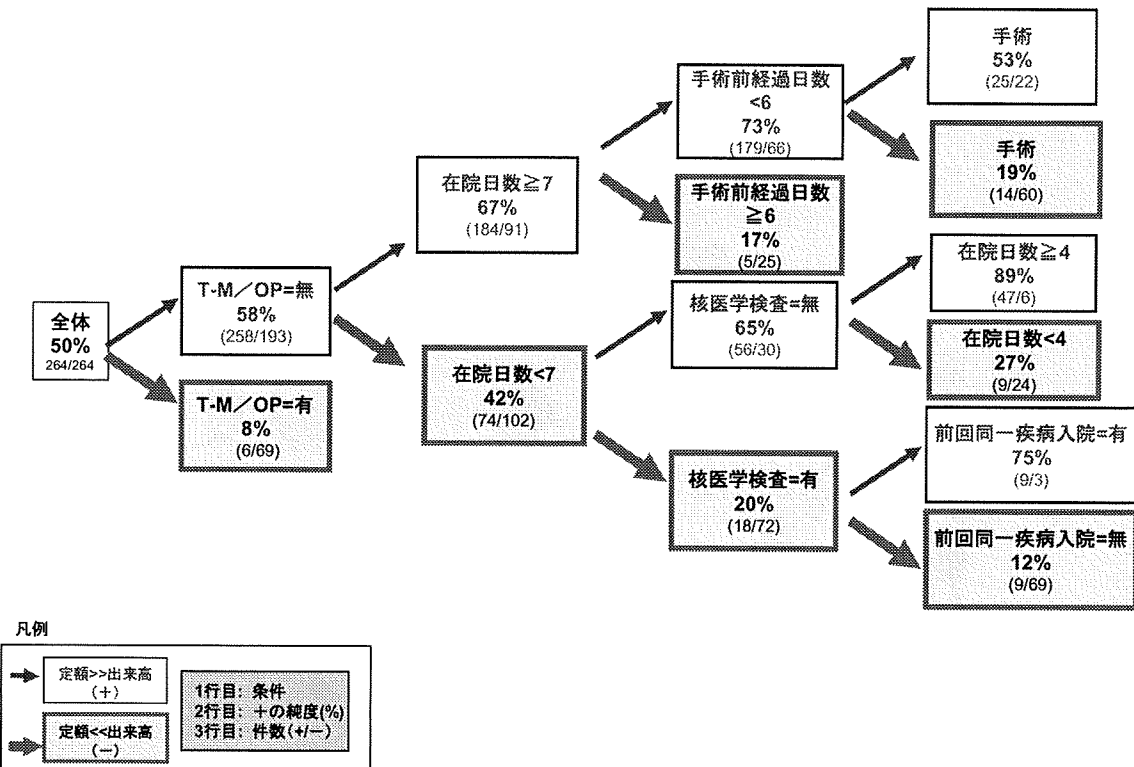 全体
50%
264/264
T-M／OP=無
58%
(258/193)
T-M／OP=有
8%
(6/69)
在院日数≧7
67%
(184/91)
在院日数<7
42%
(74/102)
手術前経過日数
<6
73%
(179/66)
手術前経過日数
≧6
17%
(5/25)
核医学検査=無
65%
(56/30)
核医学検査=有
20%
(18/72)
手術
53%
(25/22)
手術
19%
(14/60)
在院日数≧4
89%
(47/6)
在院日数<4
27%
(9/24)
前回同一疾病入院=有
75%
(9/3)
前回同一疾病入院=無
12%
(9/69)
凡例
定額>>出来高
(＋)
定額<<出来高
(－)
1行目: 条件
2行目: ＋の純度(%)
3行目: 件数(+/－)